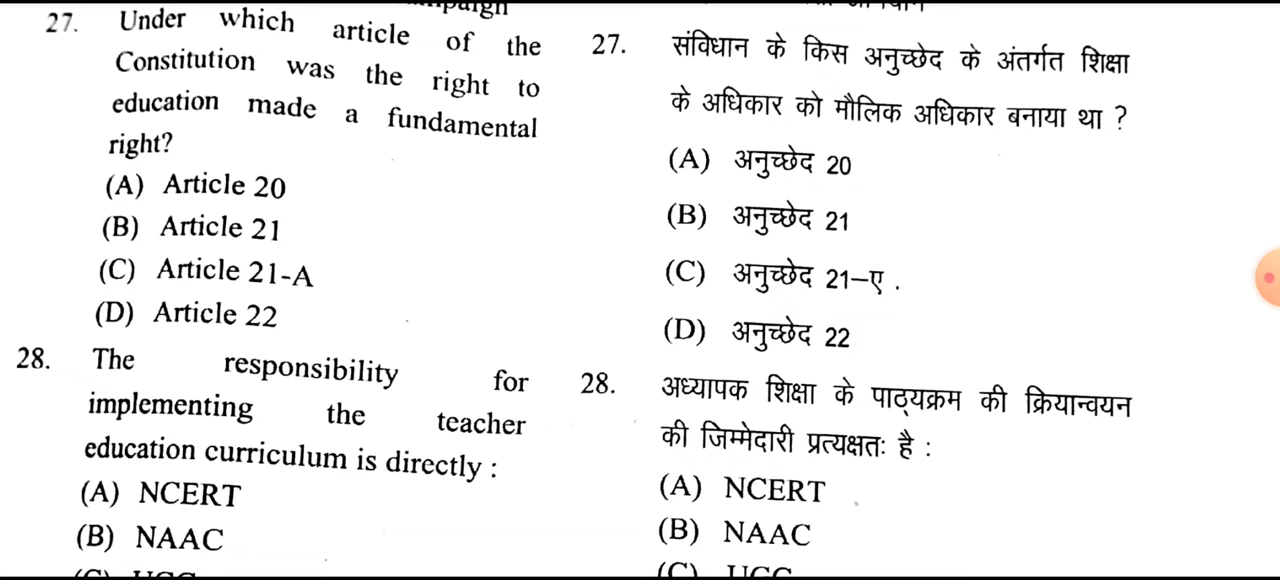 27. Under which article of the
Constitution was the right to
education made a fundamental
right?
(A) Article 20
(B) Article 21
(C) Article 21-A
(D) Article 22
28. The responsibility for
implementing the teacher
education curriculum is directly :
(A) NCERT
(B) NAAC
(C) UGC
27. संविधान के किस अनुच्छेद के अंतर्गत शिक्षा
के अधिकार को मौलिक अधिकार बनाया था ?
(A) अनुच्छेद 20
(B) अनुच्छेद 21
(C) अनुच्छेद 21–ए .
(D) अनुच्छेद 22
28. अध्यापक शिक्षा के पाठ्यक्रम की क्रियान्वयन
की जिम्मेदारी प्रत्यक्षतः है :
(A) NCERT
(B) NAAC
(C) UGC